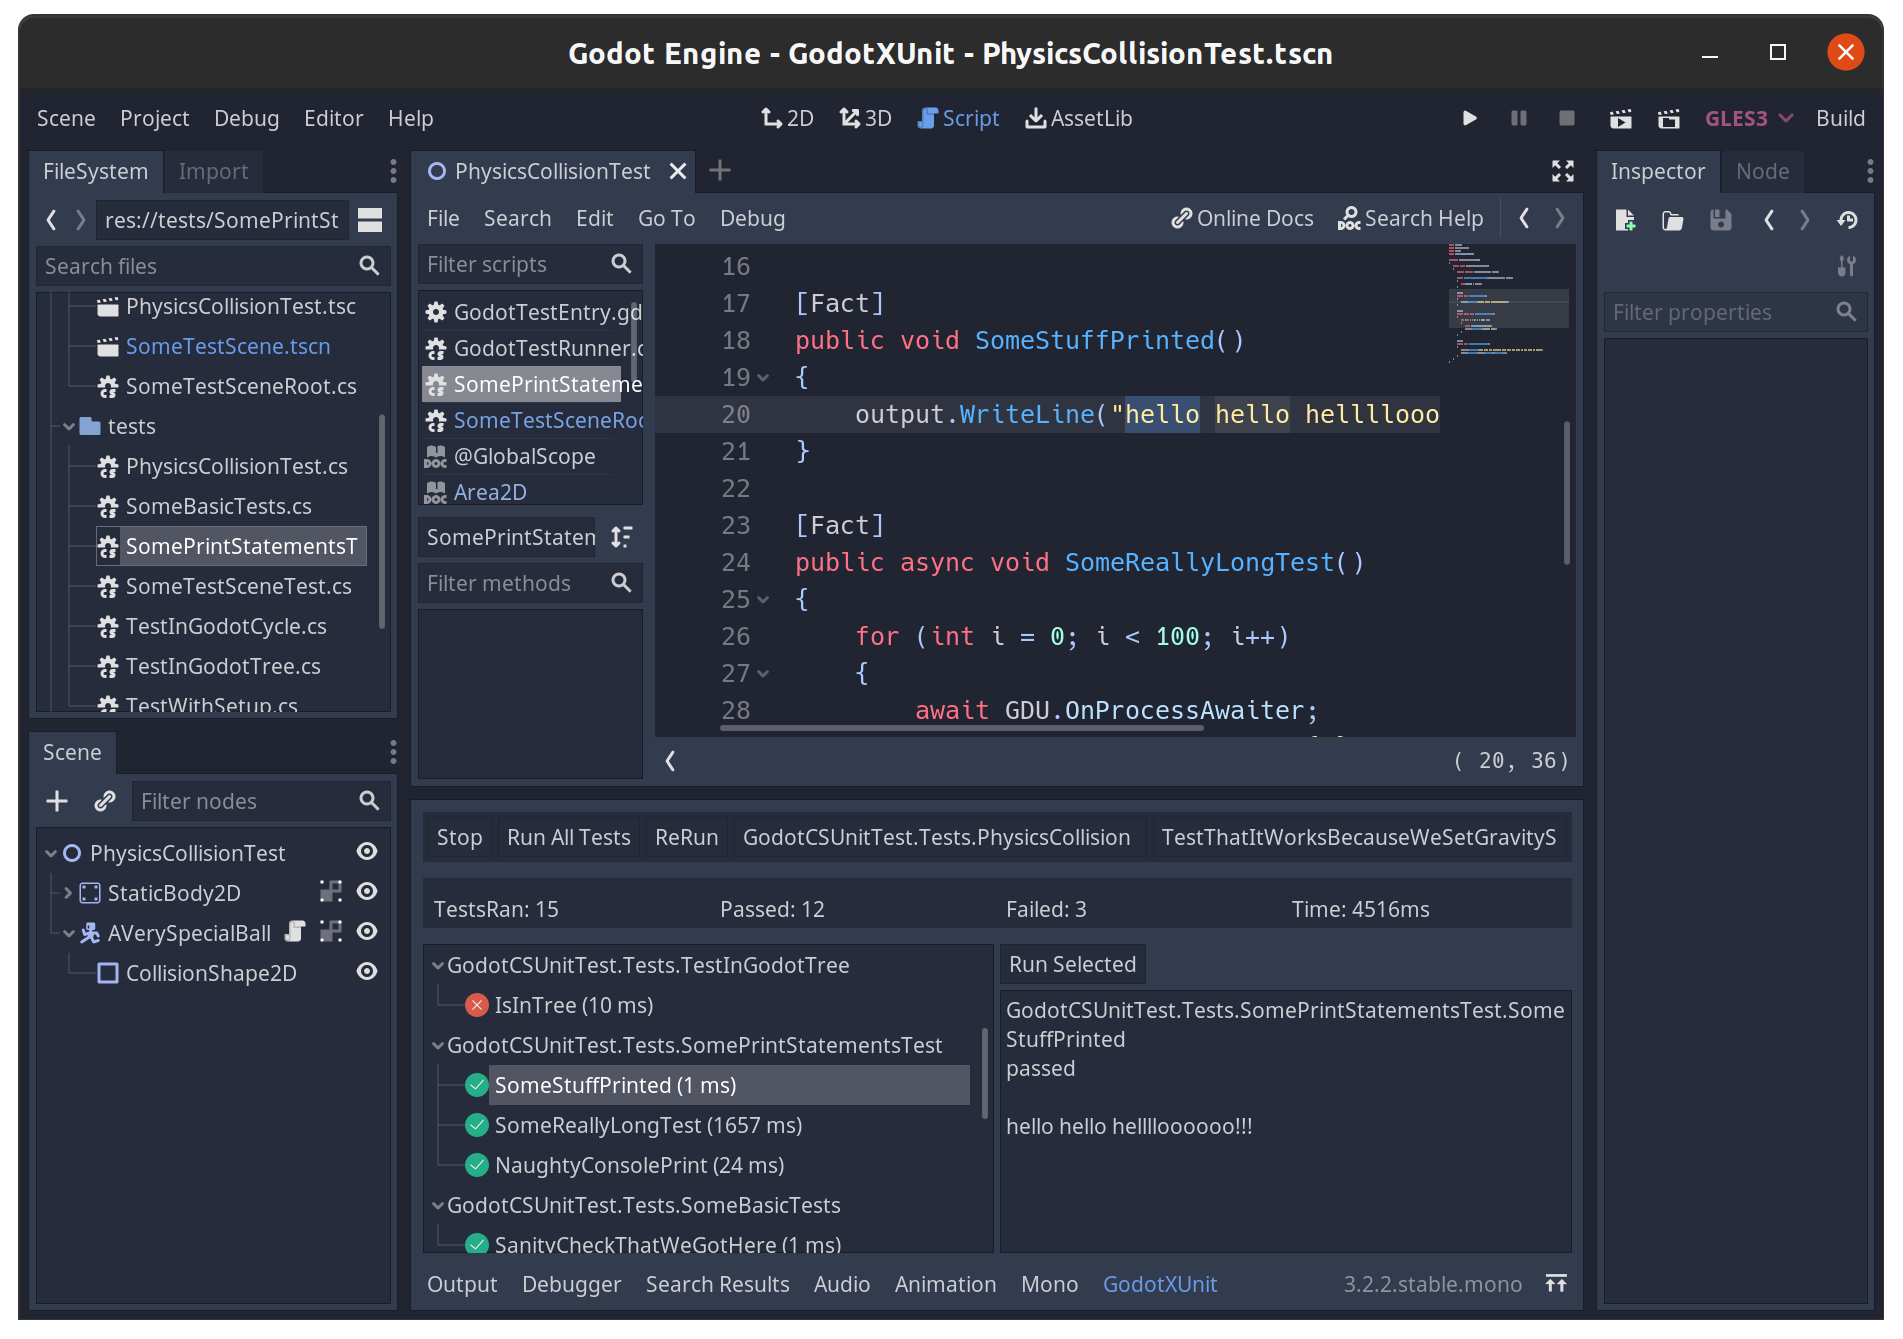 Godot Engine - GodotXUnit - PhysicsCollisionTest.tscn
Scene Project Debug Editor Help 2D 3D Script AssetLib GLES3 Build
FileSystem Import
res://tests/SomePrintSt
Search files
PhysicsCollisionTest.tsc
SomeTestScene.tscn
SomeTestSceneRoot.cs
tests
PhysicsCollisionTest.cs
SomeBasicTests.cs
SomePrintStatementsT
SomeTestSceneTest.cs
TestInGodotCycle.cs
TestInGodotTree.cs
TestWithSetup.cs
Scene
Filter nodes
PhysicsCollisionTest
StaticBody2D
AVerySpecialBall
CollisionShape2D
PhysicsCollisionTest
File Search Edit Go To Debug Online Docs Search Help
Filter scripts
GodotTestEntry.gd
GodotTestRunner.c
SomePrintStateme
SomeTestSceneRoo
@GlobalScope
Area2D
SomePrintStatem
Filter methods
16
17 [Fact]
18 public void SomeStuffPrinted()
19 {
20 output.WriteLine("hello hello hellllooo
21 }
22
23 [Fact]
24 public async void SomeReallyLongTest()
25 {
26 for (int i = 0; i < 100; i++)
27 {
28 await GDU.OnProcessAwaiter;
( 20, 36)
Stop Run All Tests ReRun GodotCSUnitTest.Tests.PhysicsCollision TestThatItWorksBecauseWeSetGravityS
TestsRan: 15 Passed: 12 Failed: 3 Time: 4516ms
GodotCSUnitTest.Tests.TestInGodotTree
IsInTree (10 ms)
GodotCSUnitTest.Tests.SomePrintStatementsTest
SomeStuffPrinted (1 ms)
SomeReallyLongTest (1657 ms)
NaughtyConsolePrint (24 ms)
GodotCSUnitTest.Tests.SomeBasicTests
SanityCheckThatWeGotHere (1 ms)
Run Selected
GodotCSUnitTest.Tests.SomePrintStatementsTest.Some
StuffPrinted
passed
hello hello helllloooooo!!!
Output Debugger Search Results Audio Animation Mono GodotXUnit 3.2.2.stable.mono
Inspector Node
Filter properties